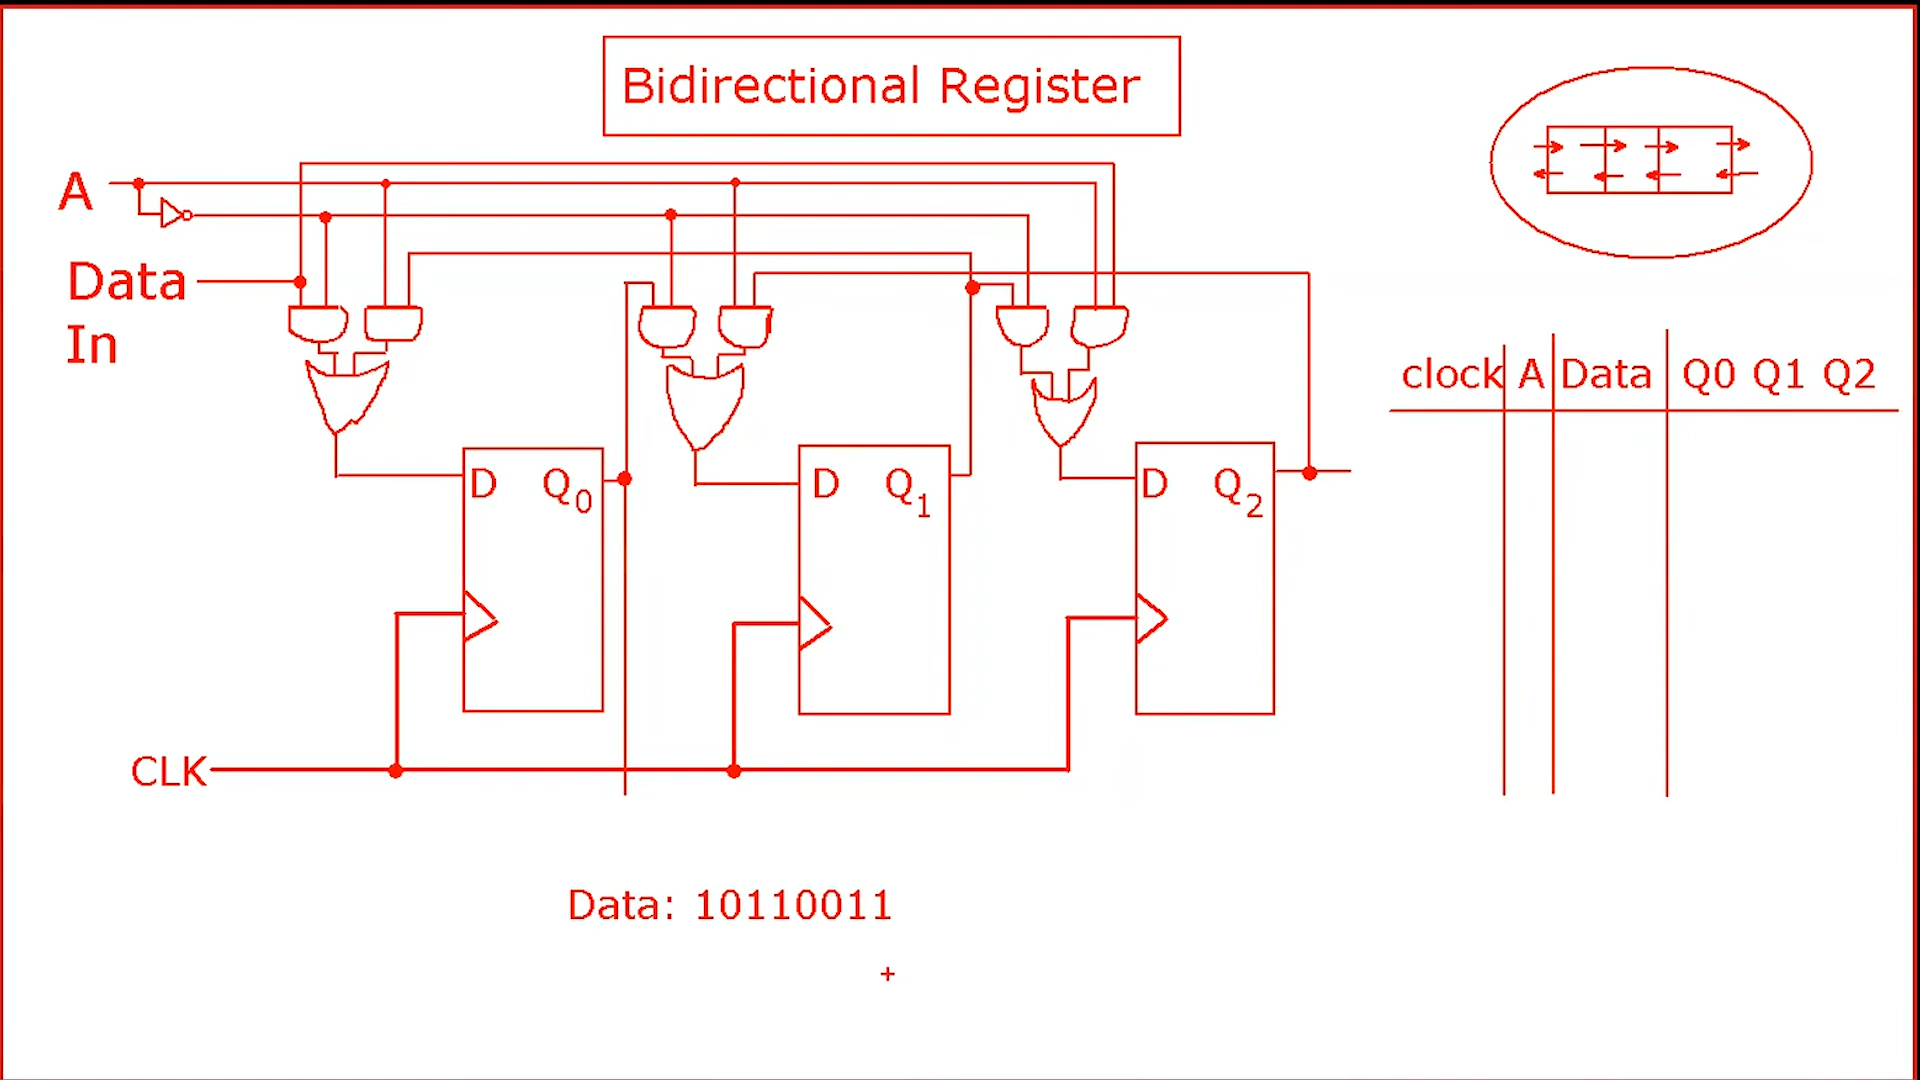 Bidirectional Register
A
Data
In
clock A Data Q0 Q1 Q2
D Q0
D Q1
D Q2
CLK
Data: 10110011